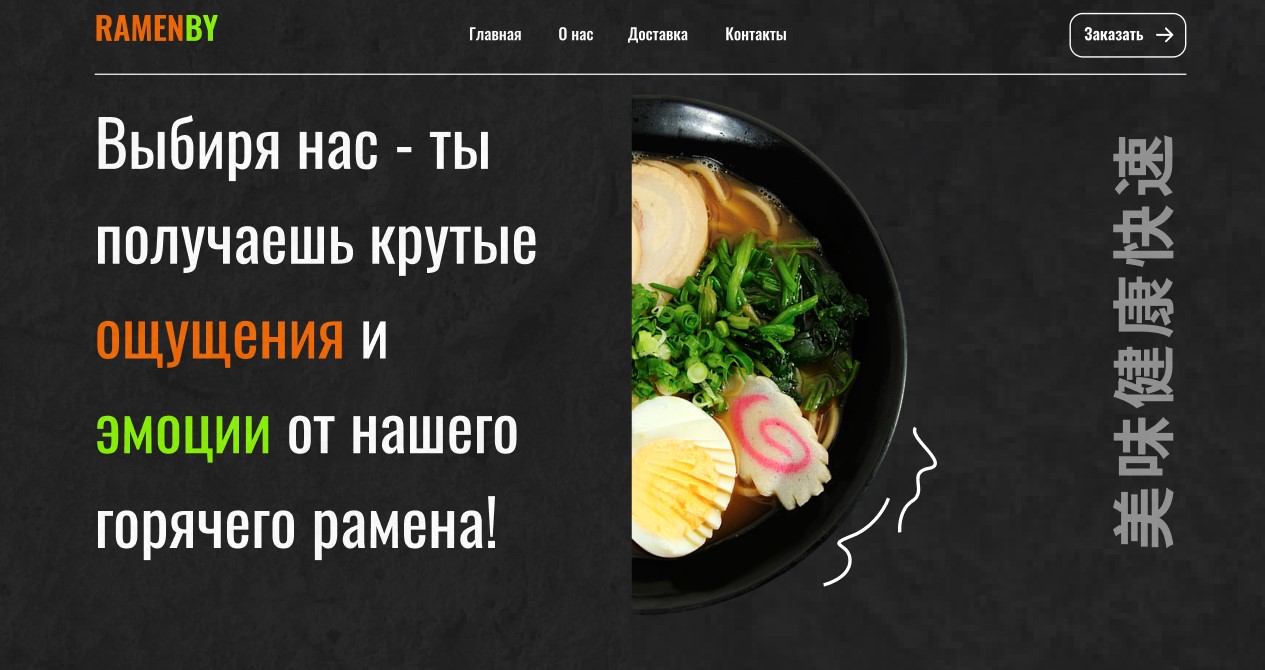 RAMENBY
Главная
О нас
Доставка
Контакты
Заказать
Выбиря нас - ты
получаешь крутые
ощущения и
эмоции от нашего
горячего рамена!
美味健康快速